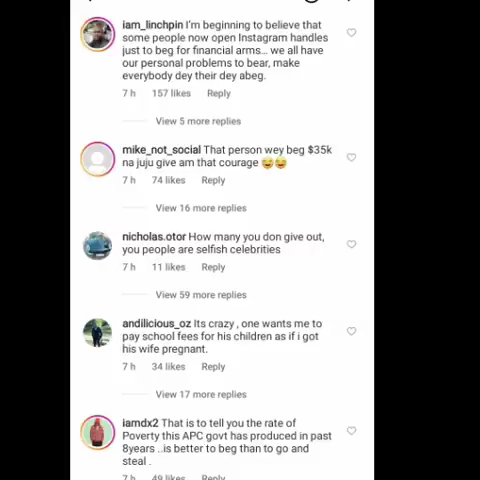 iam_linchpin I'm beginning to believe that
some people now open Instagram handles
just to beg for financial arms... we all have
our personal problems to bear, make
everybody dey their dey abeg.
7 h 157 likes Reply
View 5 more replies
mike_not_social That person wey beg $35k
na juju give am that courage 😂😂
7 h 74 likes Reply
View 16 more replies
nicholas.otor How many you don give out,
you people are selfish celebrities
7 h 11 likes Reply
View 59 more replies
andilicious_oz Its crazy , one wants me to
pay school fees for his children as if i got
his wife pregnant.
7 h 34 likes Reply
View 17 more replies
iamdx2 That is to tell you the rate of
Poverty this APC govt has produced in past
8years ..is better to beg than to go and
steal .
7 h 49 likes Reply